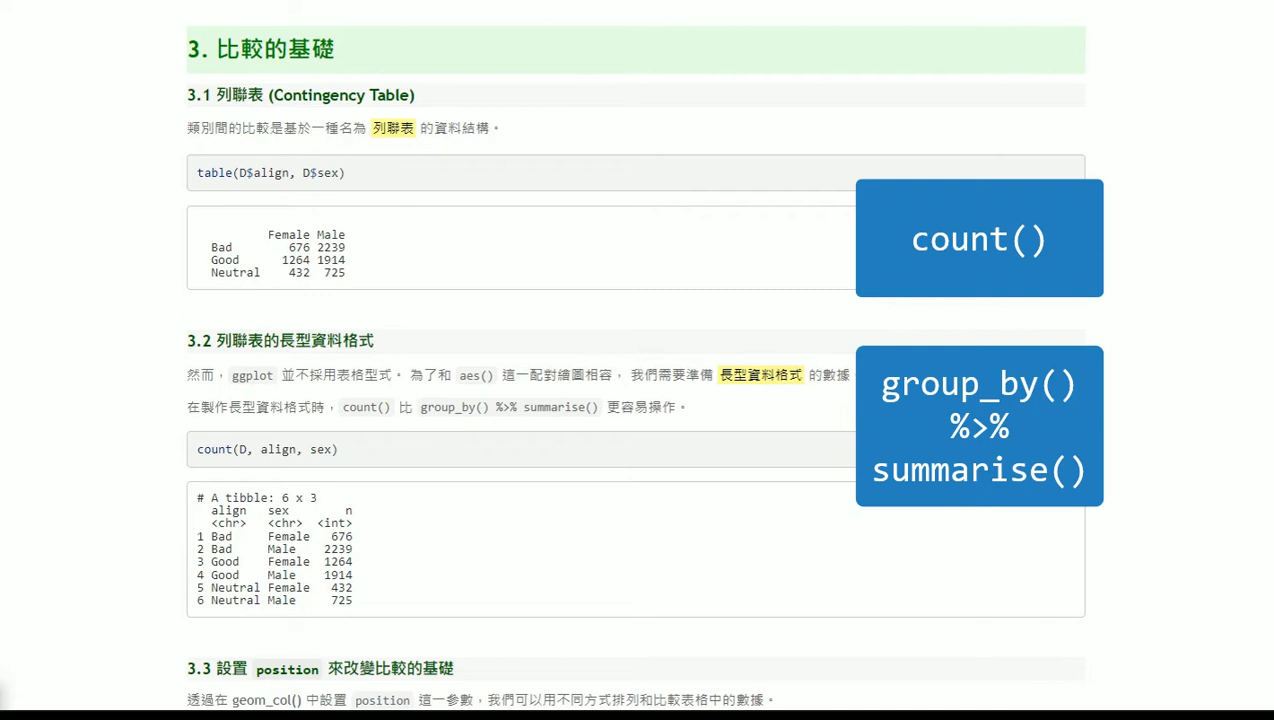 3. 比較的基礎
3.1 列聯表 (Contingency Table)
類別間的比較是基於一種名為 列聯表 的資料結構。
table(D$align, D$sex)
Female Male
Bad 676 2239
Good 1264 1914
Neutral 432 725
count()
3.2 列聯表的長型資料格式
然而，ggplot 並不採用表格型式。 為了和 aes() 這一配對繪圖相容， 我們需要準備 長型資料格式 的數據
在製作長型資料格式時，count() 比 group_by() %>% summarise() 更容易操作。
group_by()
%>%
summarise()
count(D, align, sex)
# A tibble: 6 x 3
align sex n
<chr> <chr> <int>
1 Bad Female 676
2 Bad Male 2239
3 Good Female 1264
4 Good Male 1914
5 Neutral Female 432
6 Neutral Male 725
3.3 設置 position 來改變比較的基礎
透過在 geom_col() 中設置 position 這一參數，我們可以用不同方式排列和比較表格中的數據。